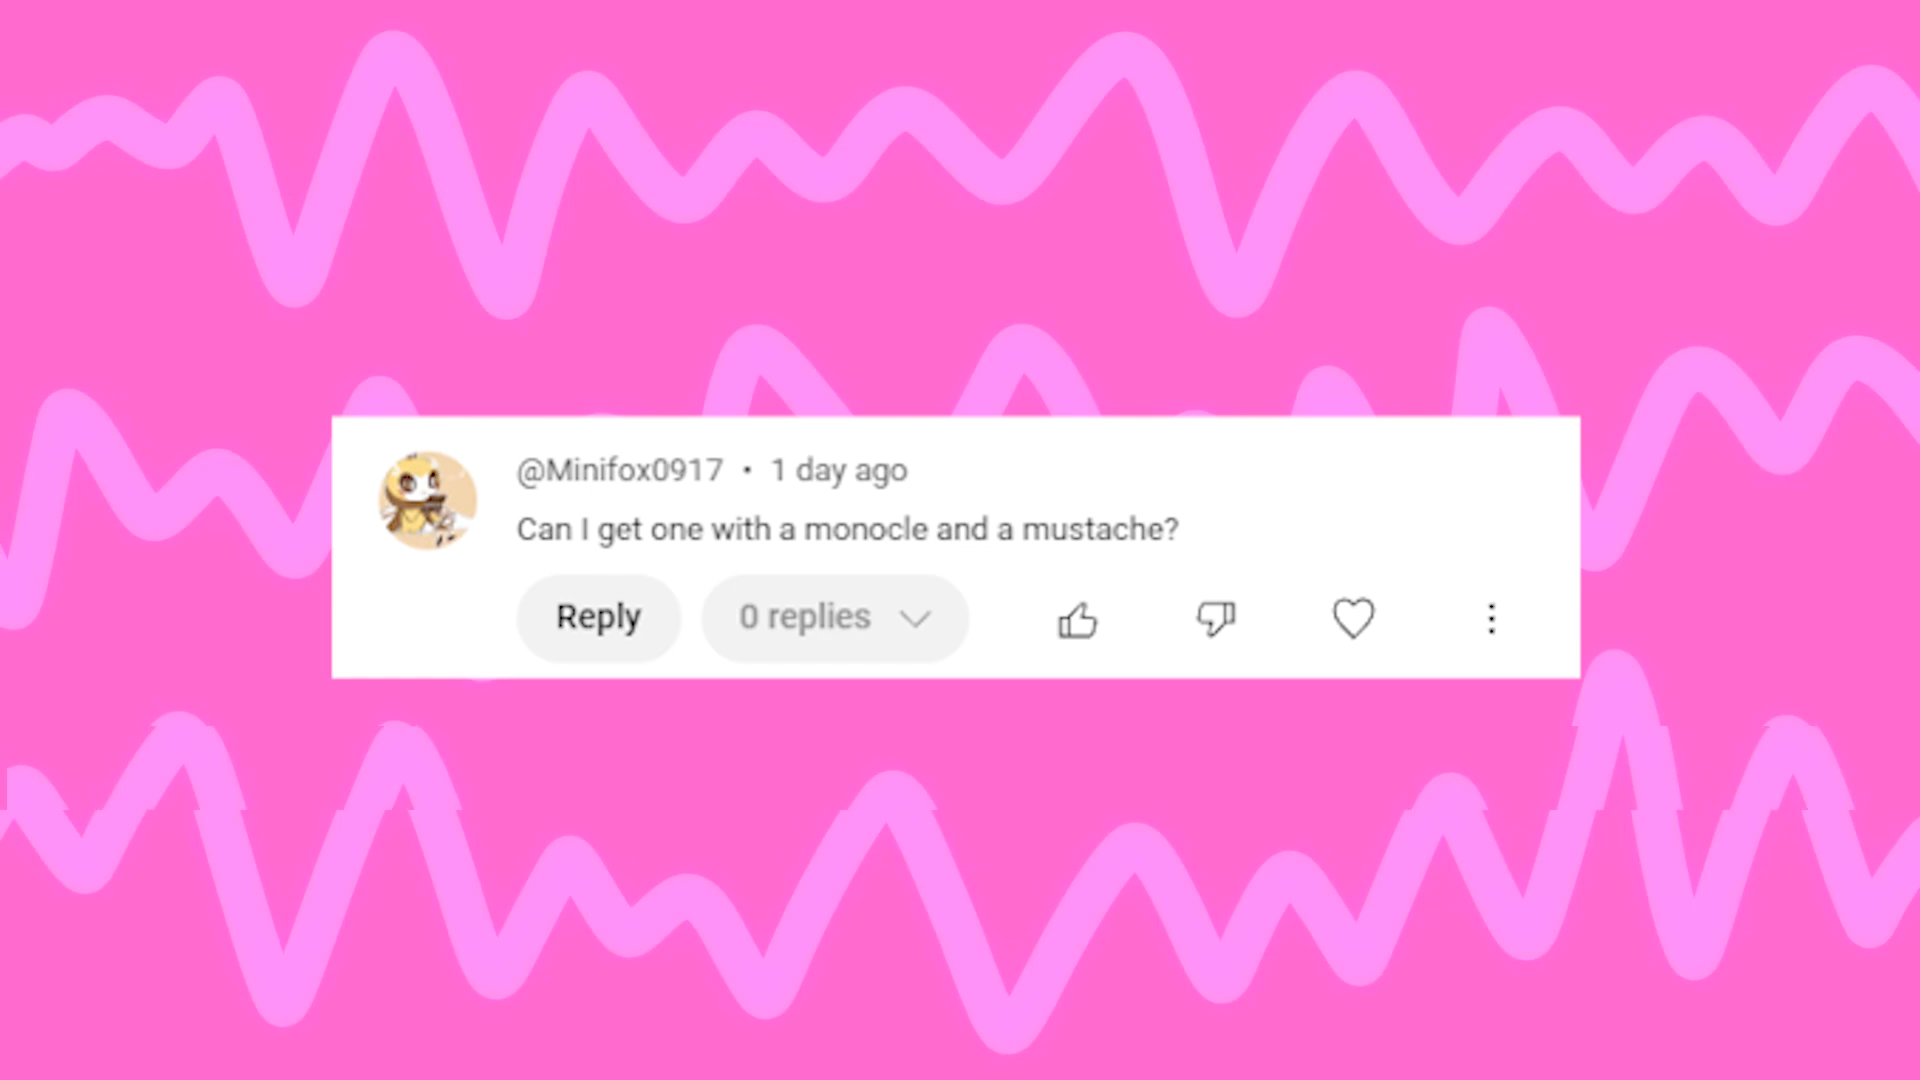 @Minifox0917 • 1 day ago
Can I get one with a monocle and a mustache?
Reply 0 replies